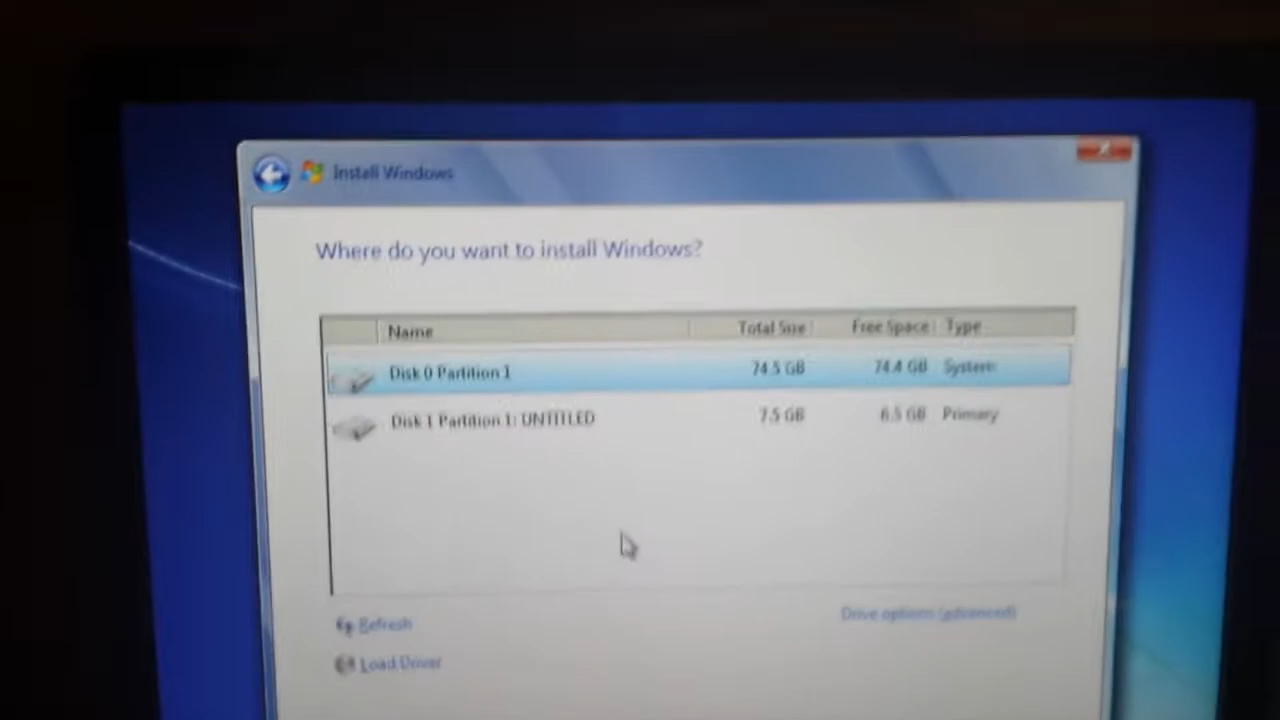 Install Windows
Where do you want to install Windows?
Name Total Size Free Space Type
Disk 0 Partition 1 74.5 GB 74.4 GB System
Disk 1 Partition 1: UNTITLED 7.5 GB 6.5 GB Primary
Refresh Drive options (advanced)
Load Driver